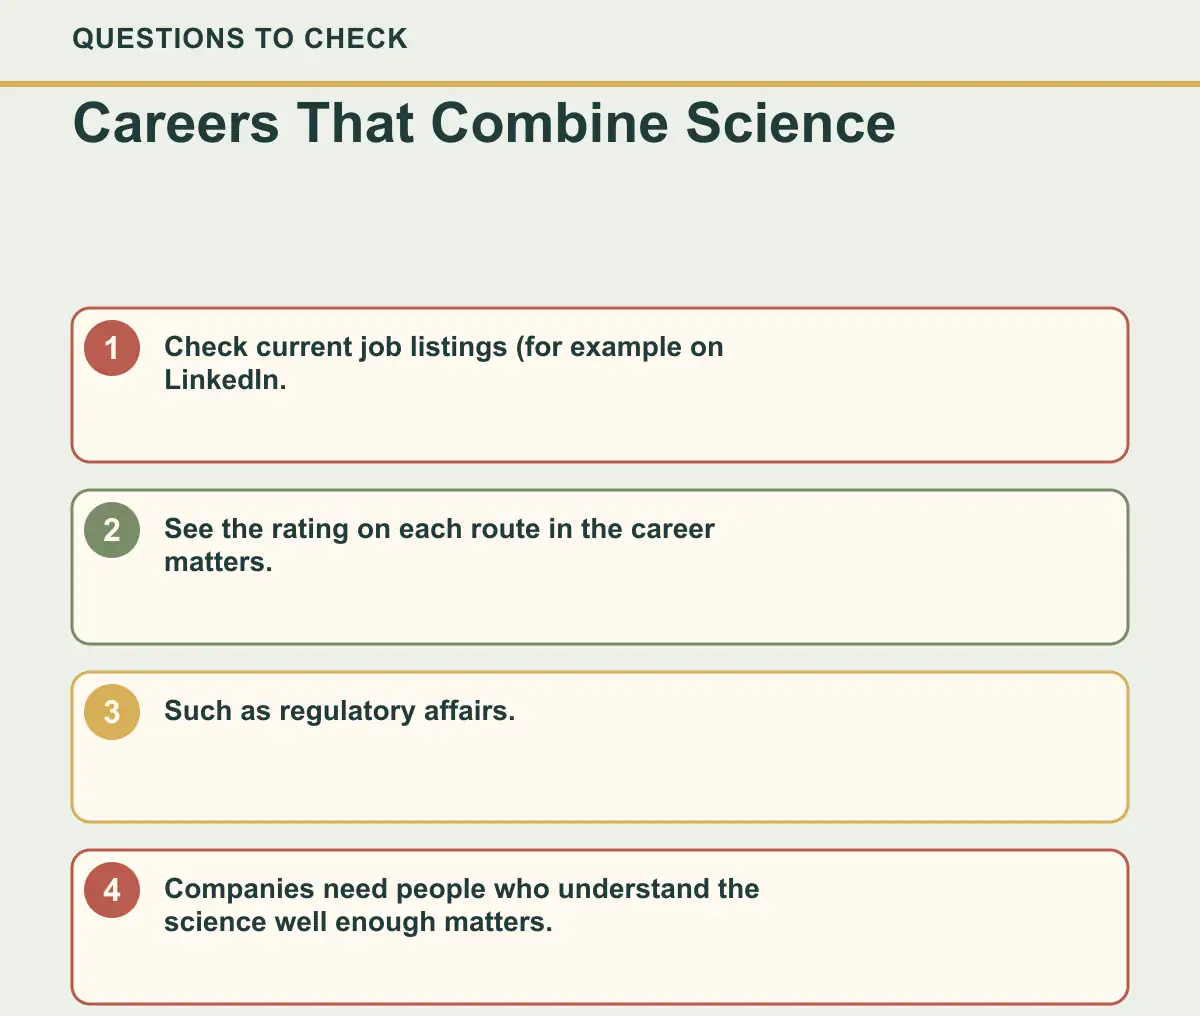 QUESTIONS TO CHECK
Careers That Combine Science
1
Check current job listings (for example on
LinkedIn.
2
See the rating on each route in the career
matters.
3
Such as regulatory affairs.
4
Companies need people who understand the
science well enough matters.